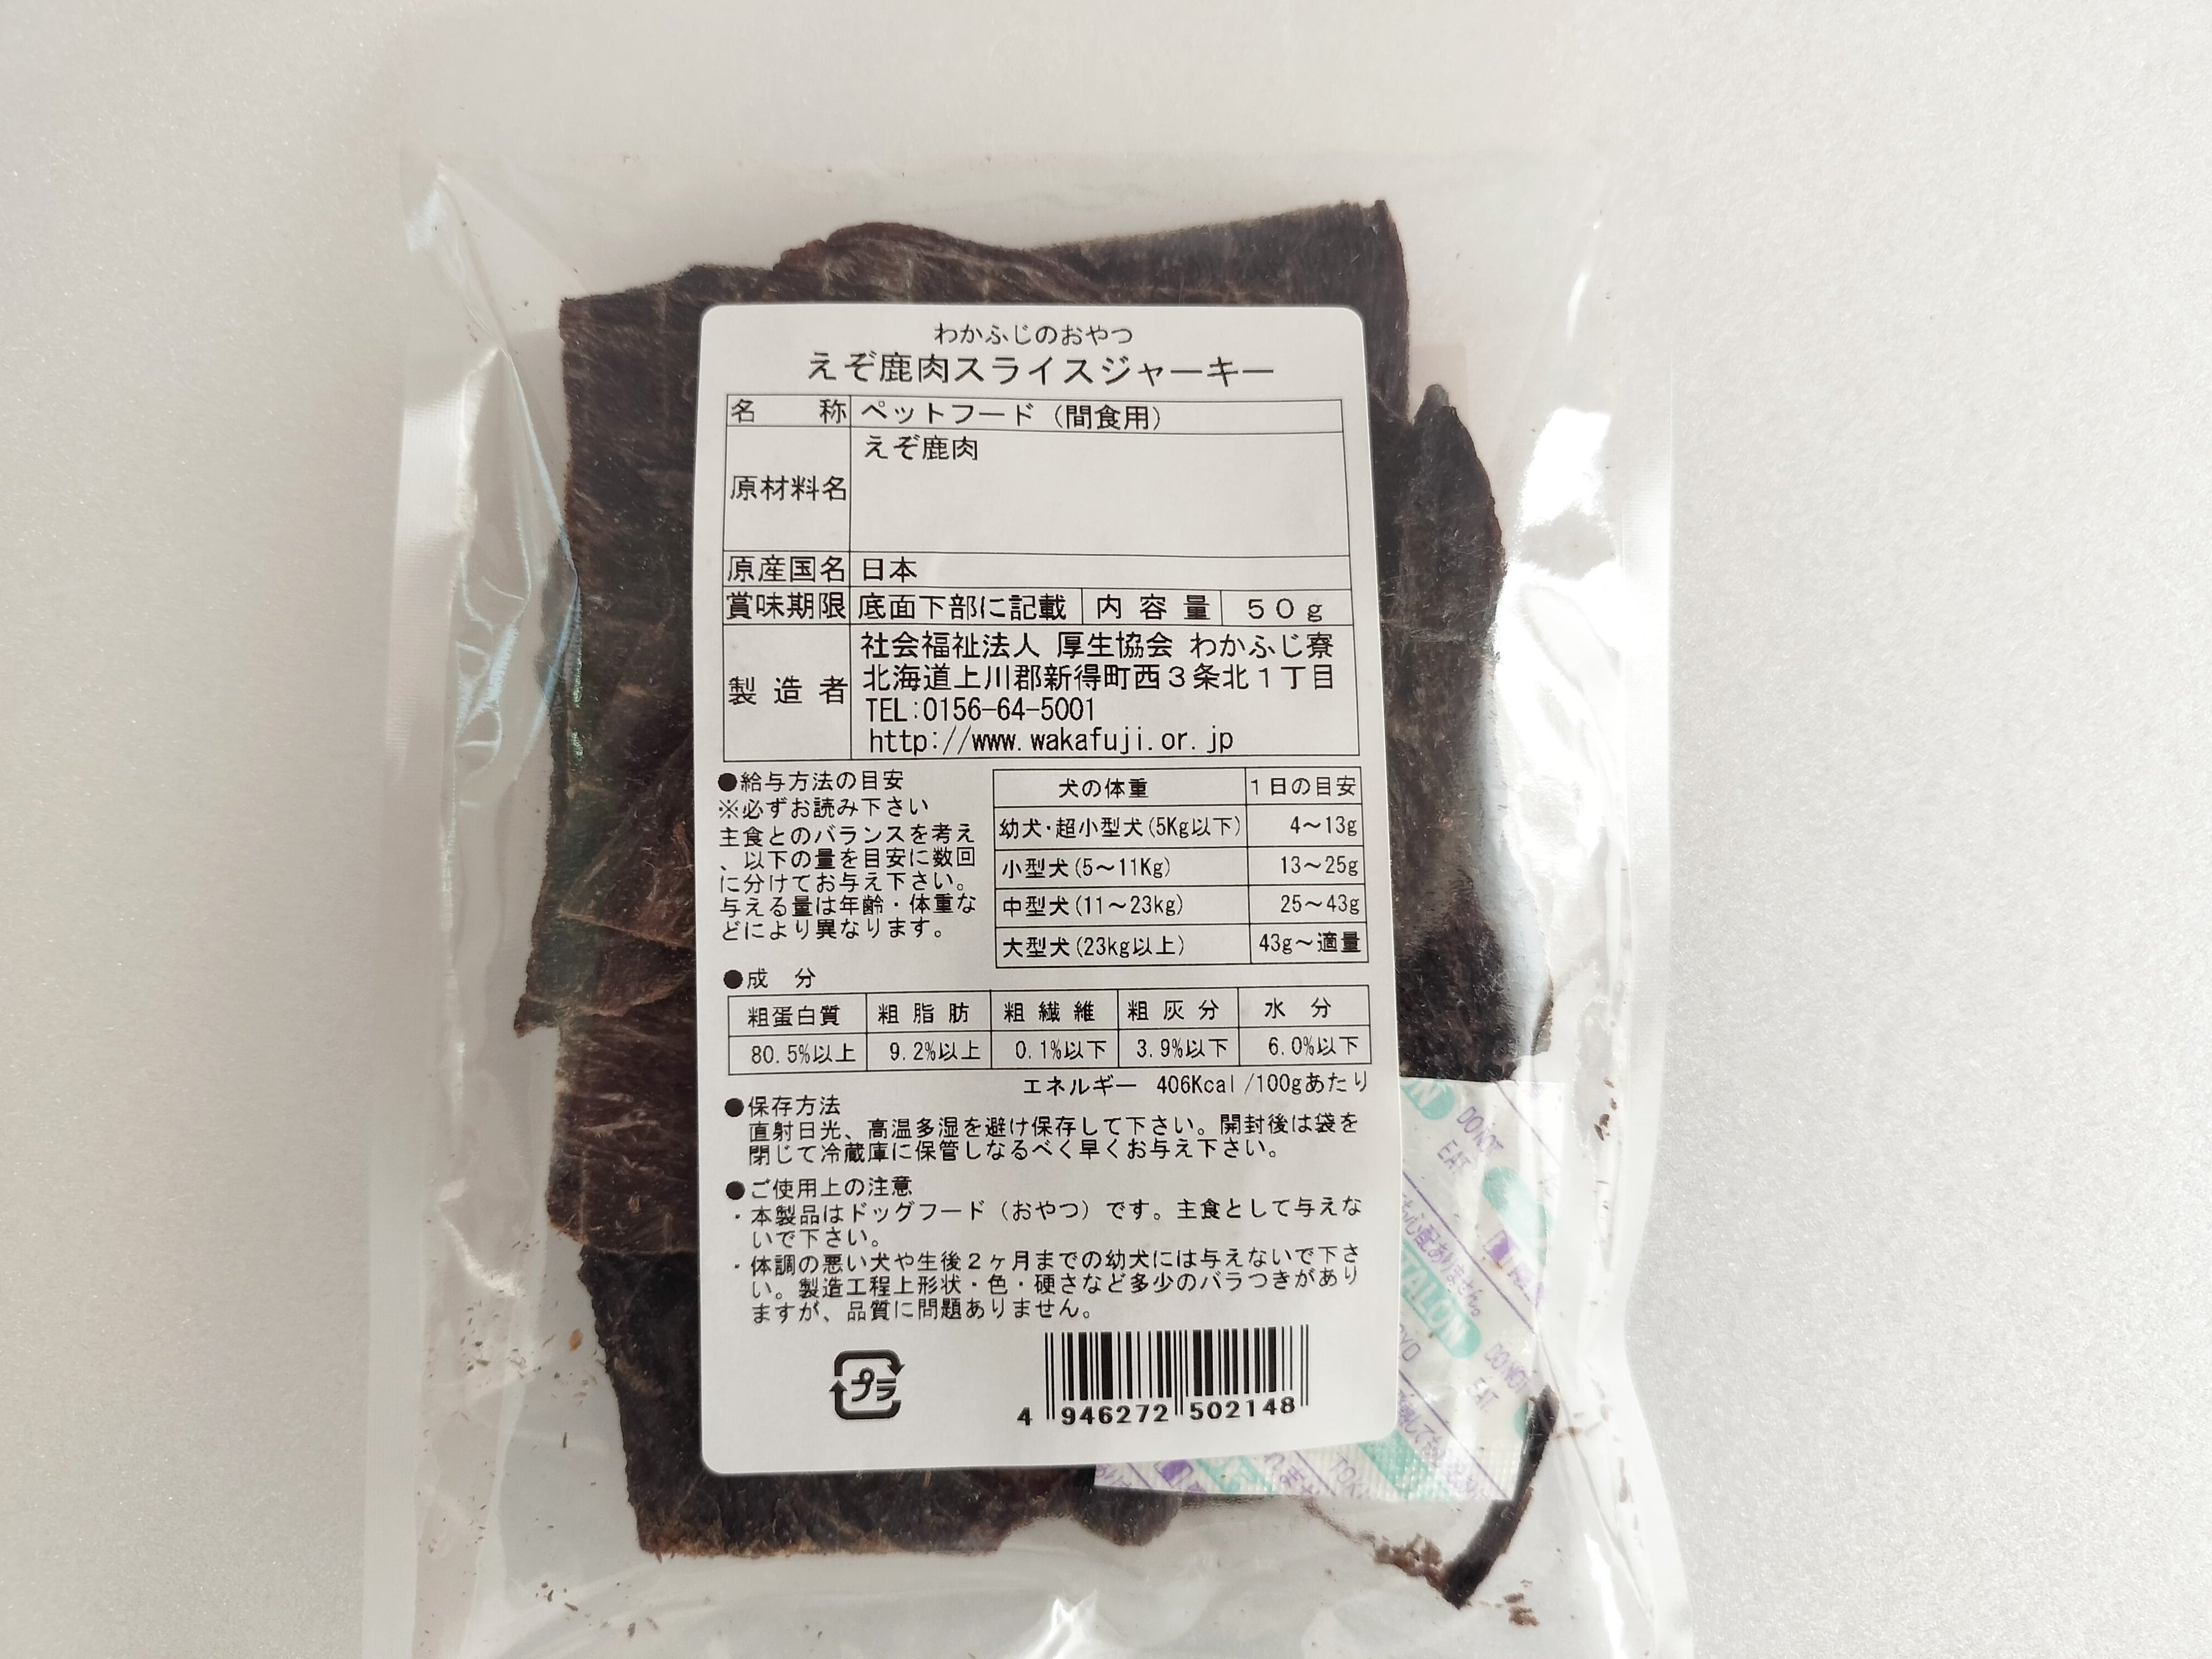 わかふじのおやつ
えぞ鹿肉スライスジャーキー
名 称 ペットフード（間食用）
原材料名 えぞ鹿肉
原産国名 日本
賞味期限 底面下部に記載 内容量 ５０ｇ
製造者 社会福祉法人 厚生協会 わかふじ寮
北海道上川郡新得町西３条北１丁目
TEL:0156-64-5001
http://www.wakafuji.or.jp
●給与方法の目安
※必ずお読み下さい
主食とのバランスを考え
、以下の量を目安に数回
に分けてお与え下さい。
与える量は年齢・体重な
どにより異なります。
犬の体重 １日の目安
幼犬・超小型犬(5Kg以下) 4～13g
小型犬(5～11Kg) 13～25g
中型犬(11～23kg) 25～43g
大型犬(23kg以上) 43g～適量
●成 分
粗蛋白質 粗脂肪 粗繊維 粗灰分 水分
80.5%以上 9.2%以上 0.1%以下 3.9%以下 6.0%以下
エネルギー 406Kcal/100gあたり
●保存方法
直射日光、高温多湿を避け保存して下さい。開封後は袋を
閉じて冷蔵庫に保管しなるべく早くお与え下さい。
●ご使用上の注意
・本製品はドッグフード（おやつ）です。主食として与えな
いで下さい。
・体調の悪い犬や生後２ヶ月までの幼犬には与えないで下さ
い。製造工程上形状・色・硬さなど多少のバラつきがあり
ますが、品質に問題ありません。
プラ
4 946272 502148
DO NOT
EAT
DO NOT
EAT